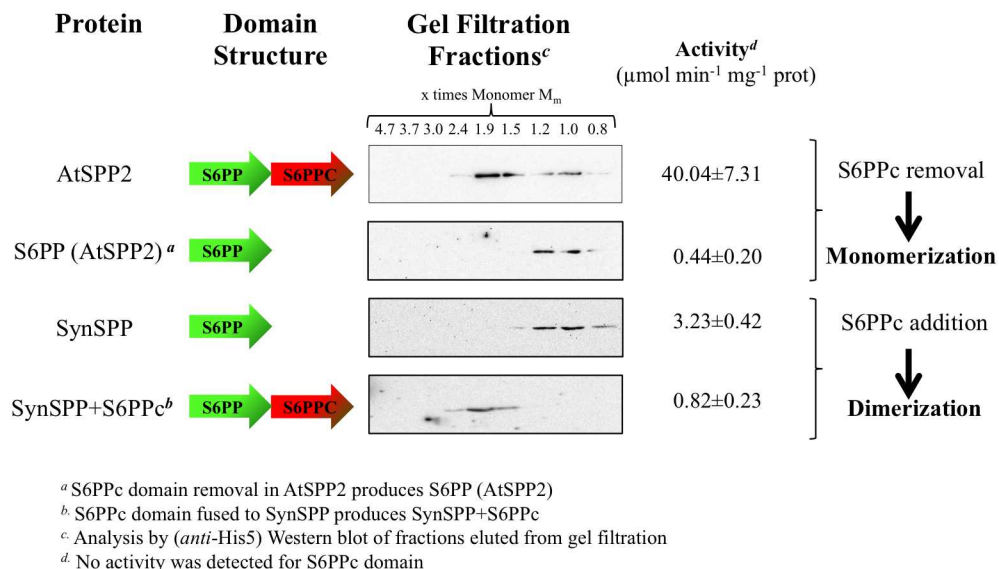 Protein
Domain Structure
Gel Filtration Fractionsᶜ
Activityᵈ
(µmol min⁻¹ mg⁻¹ prot)
x times Monomer Mₘ
4.7 3.7 3.0 2.4 1.9 1.5 1.2 1.0 0.8
AtSPP2
S6PP S6PPC
40.04±7.31
S6PPc removal
S6PP (AtSPP2) ᵃ
S6PP
0.44±0.20
Monomerization
SynSPP
S6PP
3.23±0.42
S6PPc addition
SynSPP+S6PPcᵇ
S6PP S6PPC
0.82±0.23
Dimerization
ᵃ S6PPc domain removal in AtSPP2 produces S6PP (AtSPP2)
ᵇ· S6PPc domain fused to SynSPP produces SynSPP+S6PPc
ᶜ· Analysis by (anti-His5) Western blot of fractions eluted from gel filtration
ᵈ· No activity was detected for S6PPc domain